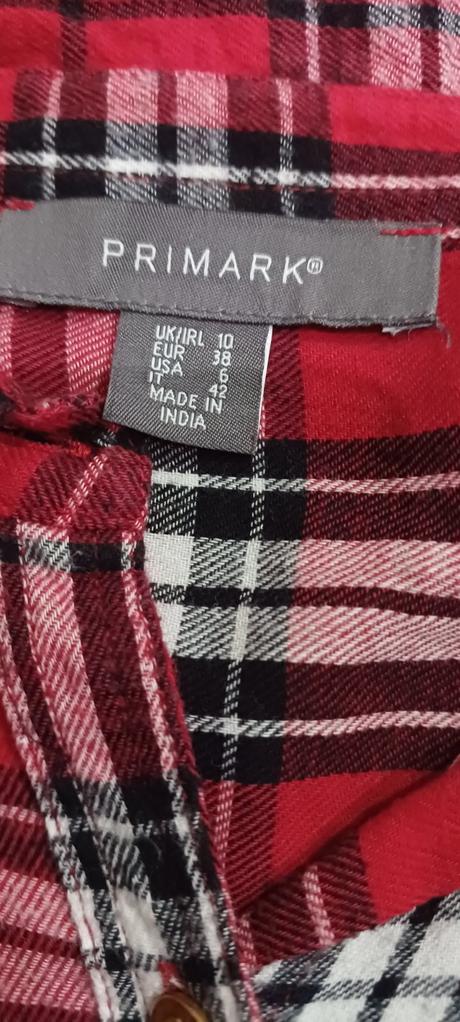 PRIMARK®
UK/IRL 10
EUR 38
USA 6
IT 42
MADE IN
INDIA